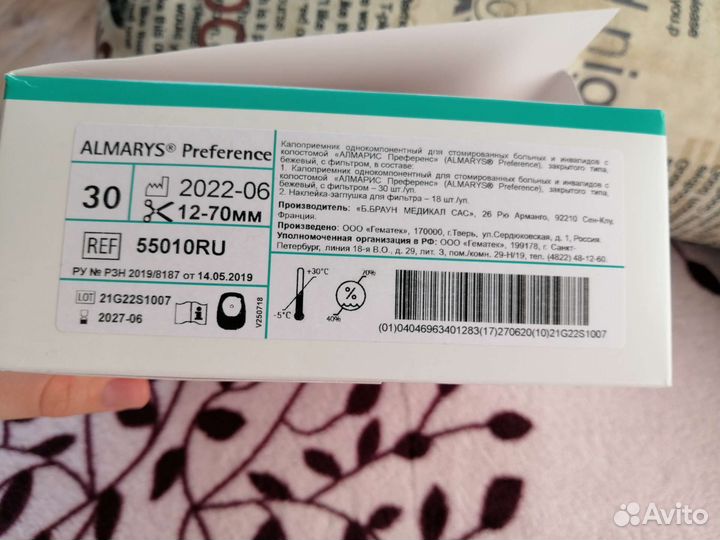 ALMARYS® Preference
30
2022-06
12-70мм
REF 55010RU
РУ № РЗН 2019/8187 от 14.05.2019
LOT 21G22S1007
2027-06
V250718
Калоприемник однокомпонентный для стомированных больных и инвалидов с
колостомой «АЛМАРИС Преференс» (ALMARYS® Preference), закрытого типа,
бежевый, с фильтром, в составе:
1. Калоприемник однокомпонентный для стомированных больных и инвалидов с
колостомой «АЛМАРИС Преференс» (ALMARYS® Preference), закрытого типа,
бежевый, с фильтром – 30 шт./уп.
2. Наклейка-заглушка для фильтра – 18 шт./уп.
Производитель: «Б.БРАУН МЕДИКАЛ САС», 26 Рю Арманго, 92210 Сен-Клу,
Франция.
Произведено: ООО «Гематек», 170000, г.Тверь, ул.Сердюковская, д.1, Россия.
Уполномоченная организация в РФ: ООО «Гематек», 199178, г. Санкт-
Петербург, линия 18-я В.О., д. 29, лит. З, пом./комн. 29-Н/19, тел. (4822) 48-12-60.
+30°C
-5°C
70%
%
40%
(01)04046963401283(17)270620(10)21G22S1007
Avito